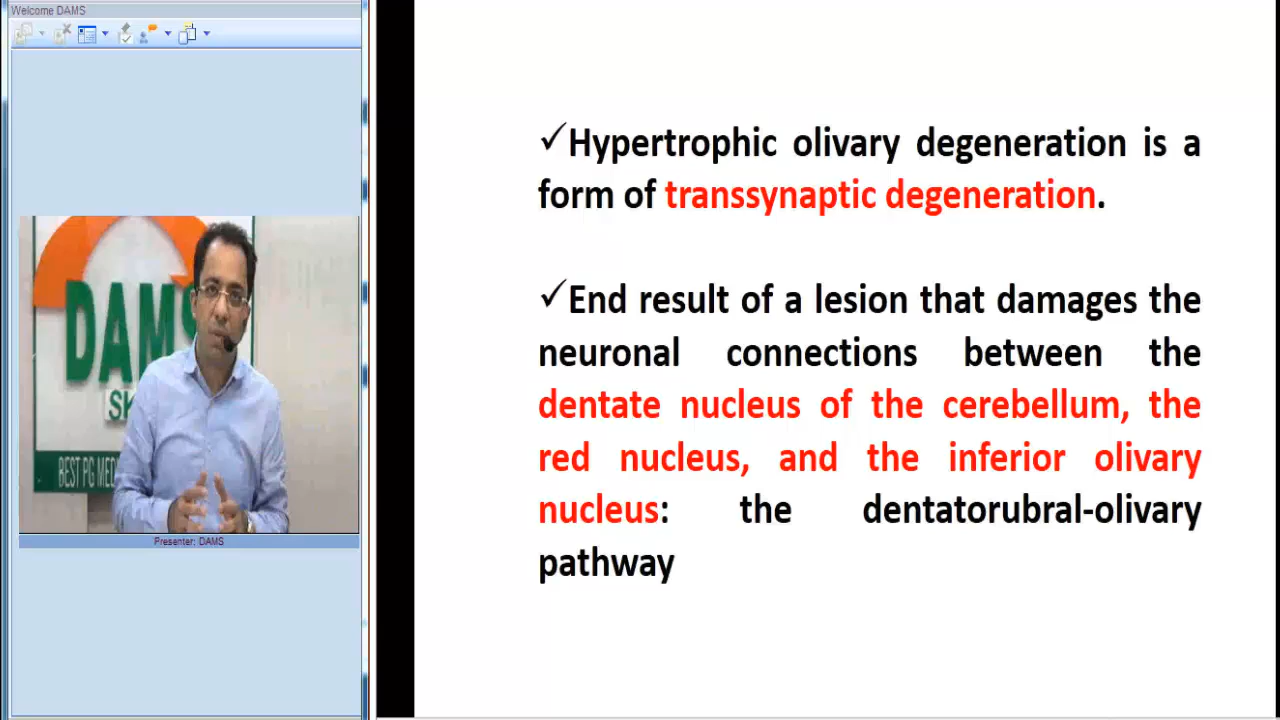 Welcome DAMS
DAMS
SK
BEST PG MED
Presenter: DAMS
✓Hypertrophic olivary degeneration is a
form of transsynaptic degeneration.
✓End result of a lesion that damages the
neuronal connections between the
dentate nucleus of the cerebellum, the
red nucleus, and the inferior olivary
nucleus: the dentatorubral-olivary
pathway